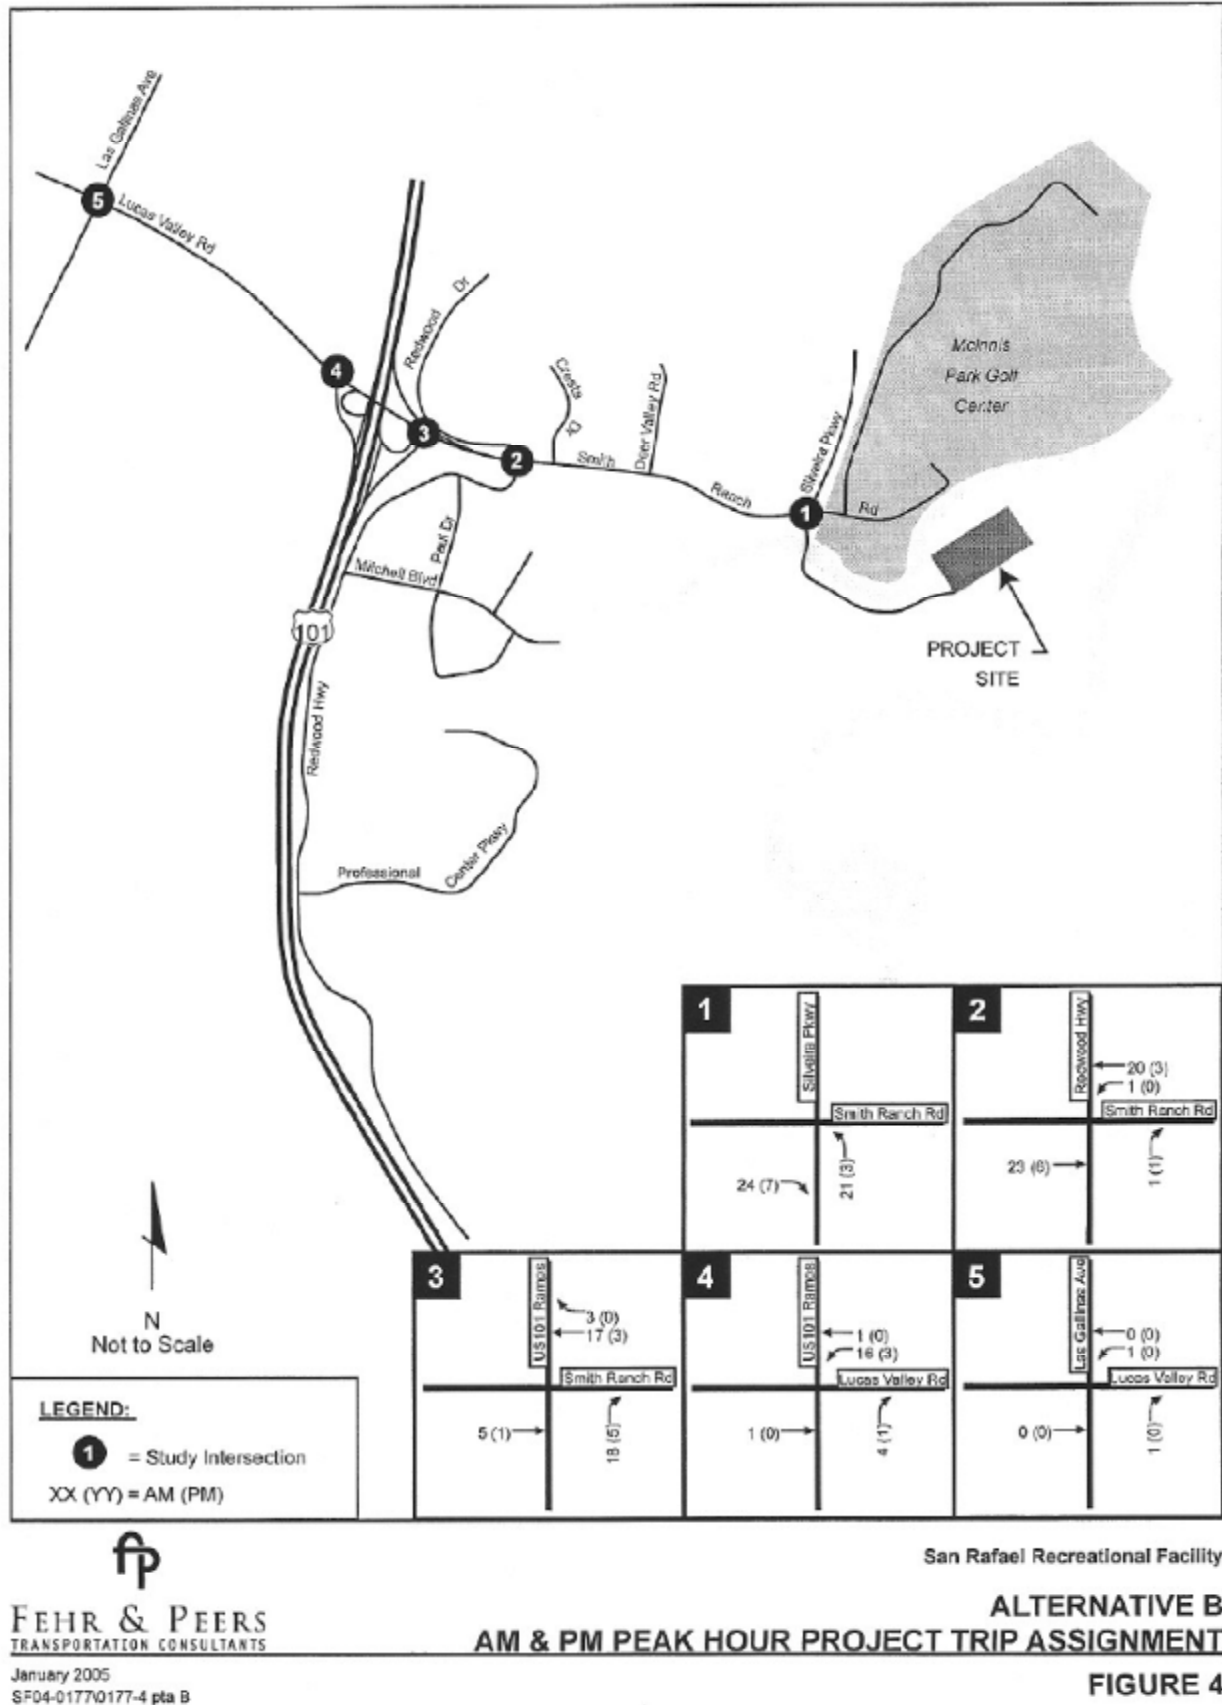 Las Gallinas Ave
5
Lucas Valley Rd
4
Redwood Dr
3
2
Cresta
Smith
Deer Valley Rd
Ranch
Silveira Pkwy
1
Rd
McInnis
Park Golf
Center
Paul Dr
Mitchell Blvd
101
PROJECT
SITE
Redwood Hwy
Professional
Center Pkwy
1
Silveira Pkwy
Smith Ranch Rd
24 (7)
21 (3)
2
Redwood Hwy
20 (3)
1 (0)
Smith Ranch Rd
23 (6)
1 (1)
3
US101 Ramps
3 (0)
17 (3)
Smith Ranch Rd
5 (1)
18 (5)
4
US101 Ramps
1 (0)
16 (3)
Lucas Valley Rd
1 (0)
4 (1)
5
Las Gallinas Ave
0 (0)
1 (0)
Lucas Valley Rd
0 (0)
1 (0)
N
Not to Scale
LEGEND:
1 = Study Intersection
XX (YY) = AM (PM)
fp
FEHR & PEERS
TRANSPORTATION CONSULTANTS
January 2005
SF04-0177\0177-4 pta B
San Rafael Recreational Facility
ALTERNATIVE B
AM & PM PEAK HOUR PROJECT TRIP ASSIGNMENT
FIGURE 4